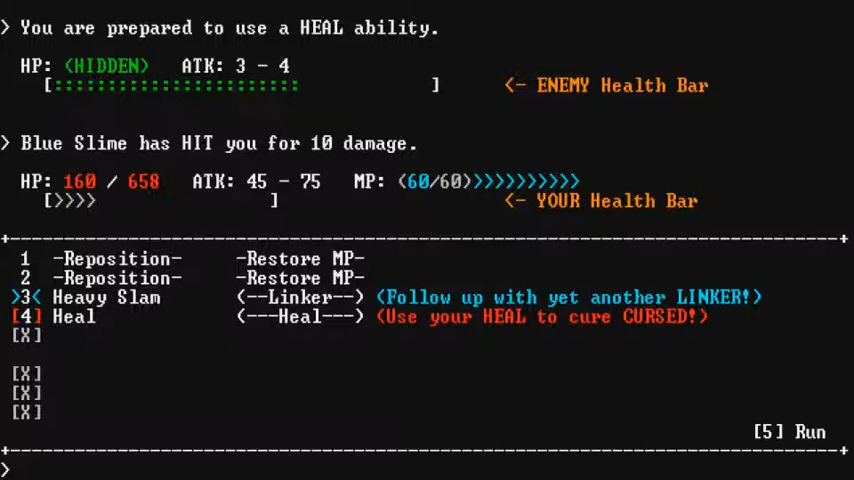 > You are prepared to use a HEAL ability.
HP: (HIDDEN) ATK: 3 - 4
[:::::::::::::::::::::::		] <- ENEMY Health Bar
> Blue Slime has HIT you for 10 damage.
HP: 160 / 658 ATK: 45 - 75 MP: (60/60)>>>>>>>>>>
[>>>> ] <- YOUR Health Bar
1 -Reposition- -Restore MP-
2 -Reposition- -Restore MP-
>3< Heavy Slam (--Linker--) (Follow up with yet another LINKER!)
[4] Heal (---Heal---) (Use your HEAL to cure CURSED!)
[X]
[X]
[X]
[X]
[5] Run
>